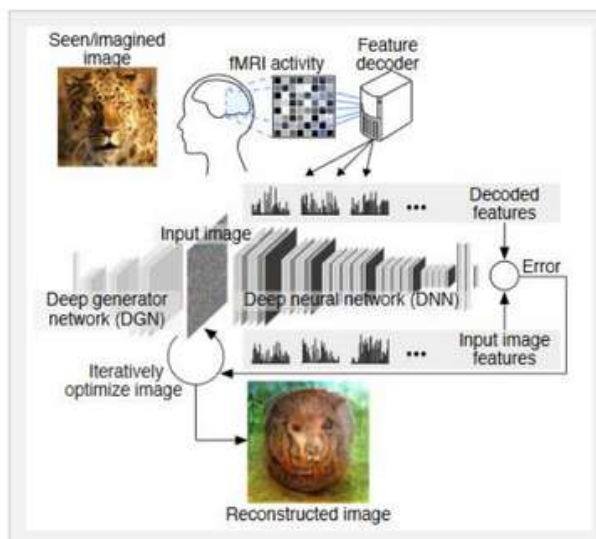 Seen/imagined
image
fMRI activity
Feature
decoder
Decoded
features
Input image
Error
Deep generator
network (DGN)
Deep neural network (DNN)
Input image
features
Iteratively
optimize image
Reconstructed image